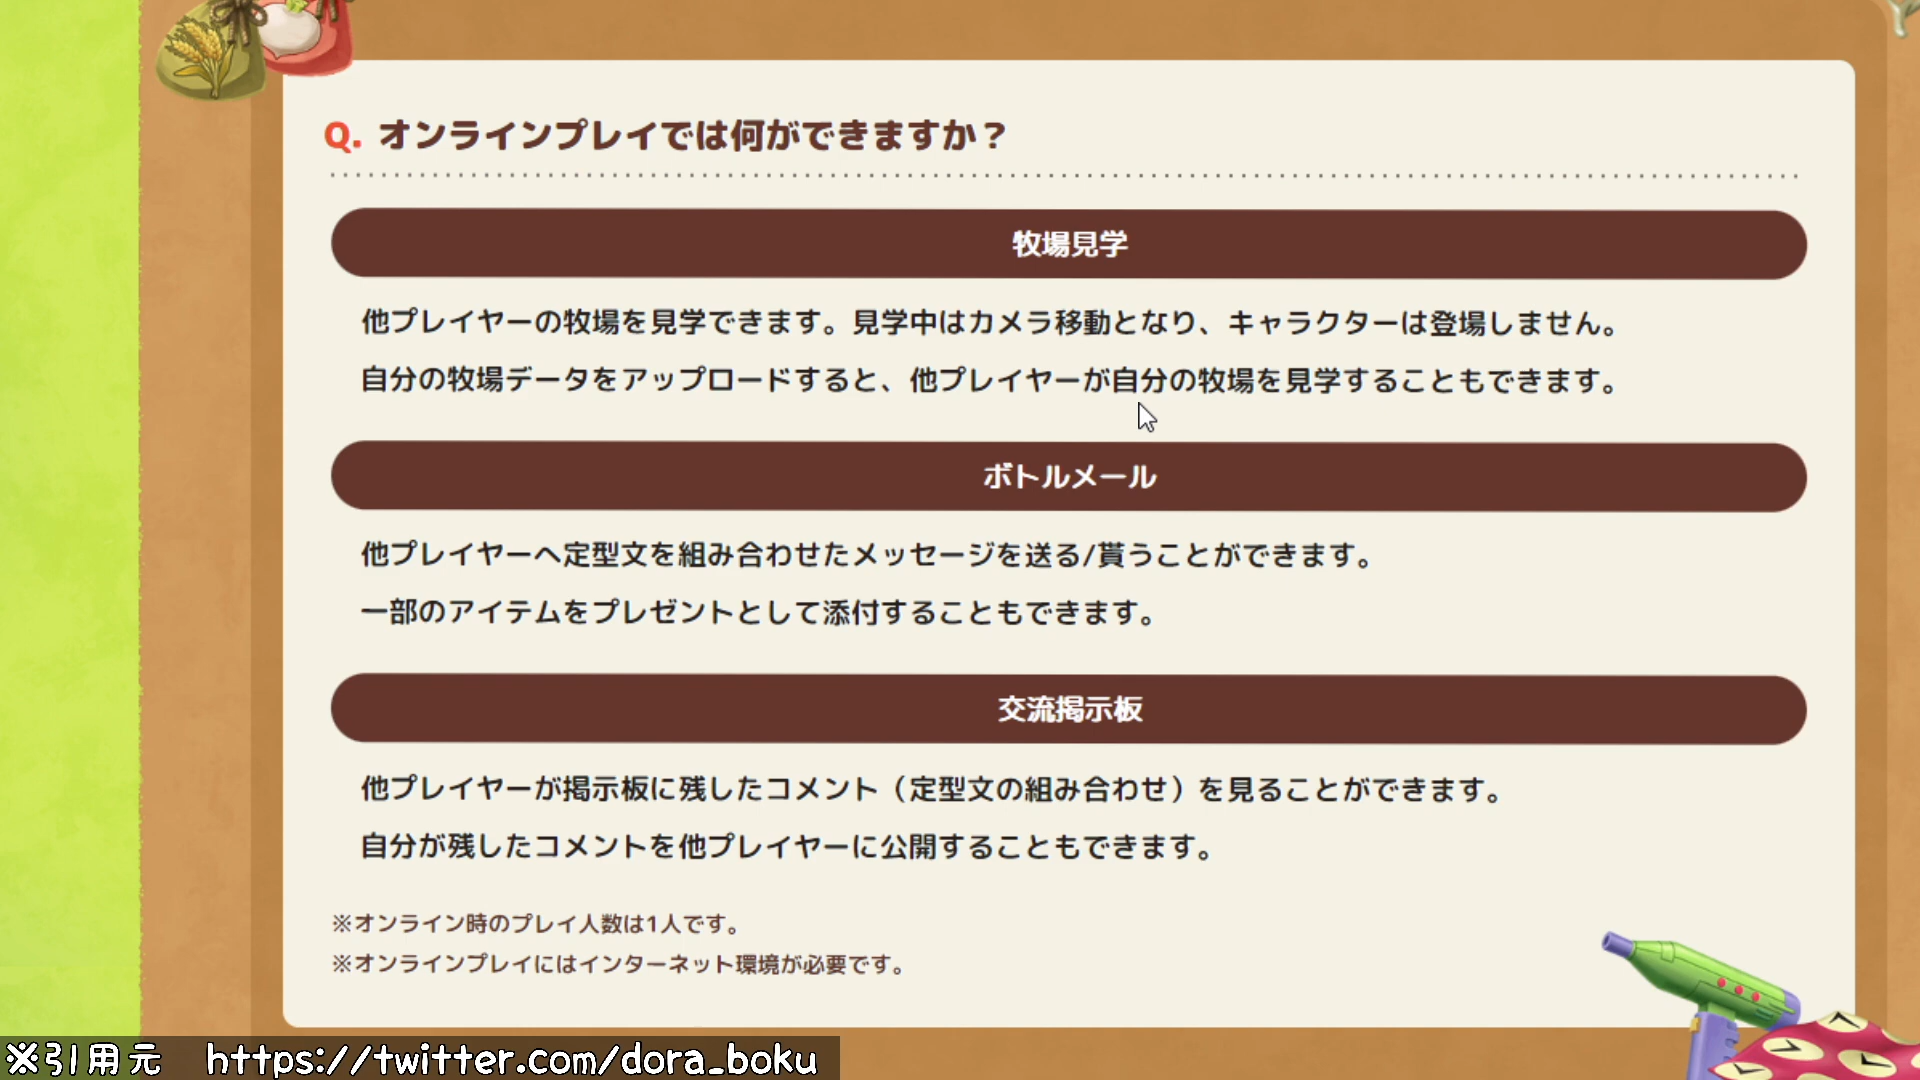 Q. オンラインプレイでは何ができますか？
牧場見学
他プレイヤーの牧場を見学できます。見学中はカメラ移動となり、キャラクターは登場しません。
自分の牧場データをアップロードすると、他プレイヤーが自分の牧場を見学することもできます。
ボトルメール
他プレイヤーへ定型文を組み合わせたメッセージを送る/貰うことができます。
一部のアイテムをプレゼントとして添付することもできます。
交流掲示板
他プレイヤーが掲示板に残したコメント（定型文の組み合わせ）を見ることができます。
自分が残したコメントを他プレイヤーに公開することもできます。
※オンライン時のプレイ人数は1人です。
※オンラインプレイにはインターネット環境が必要です。
※引用元　https://twitter.com/dora_boku